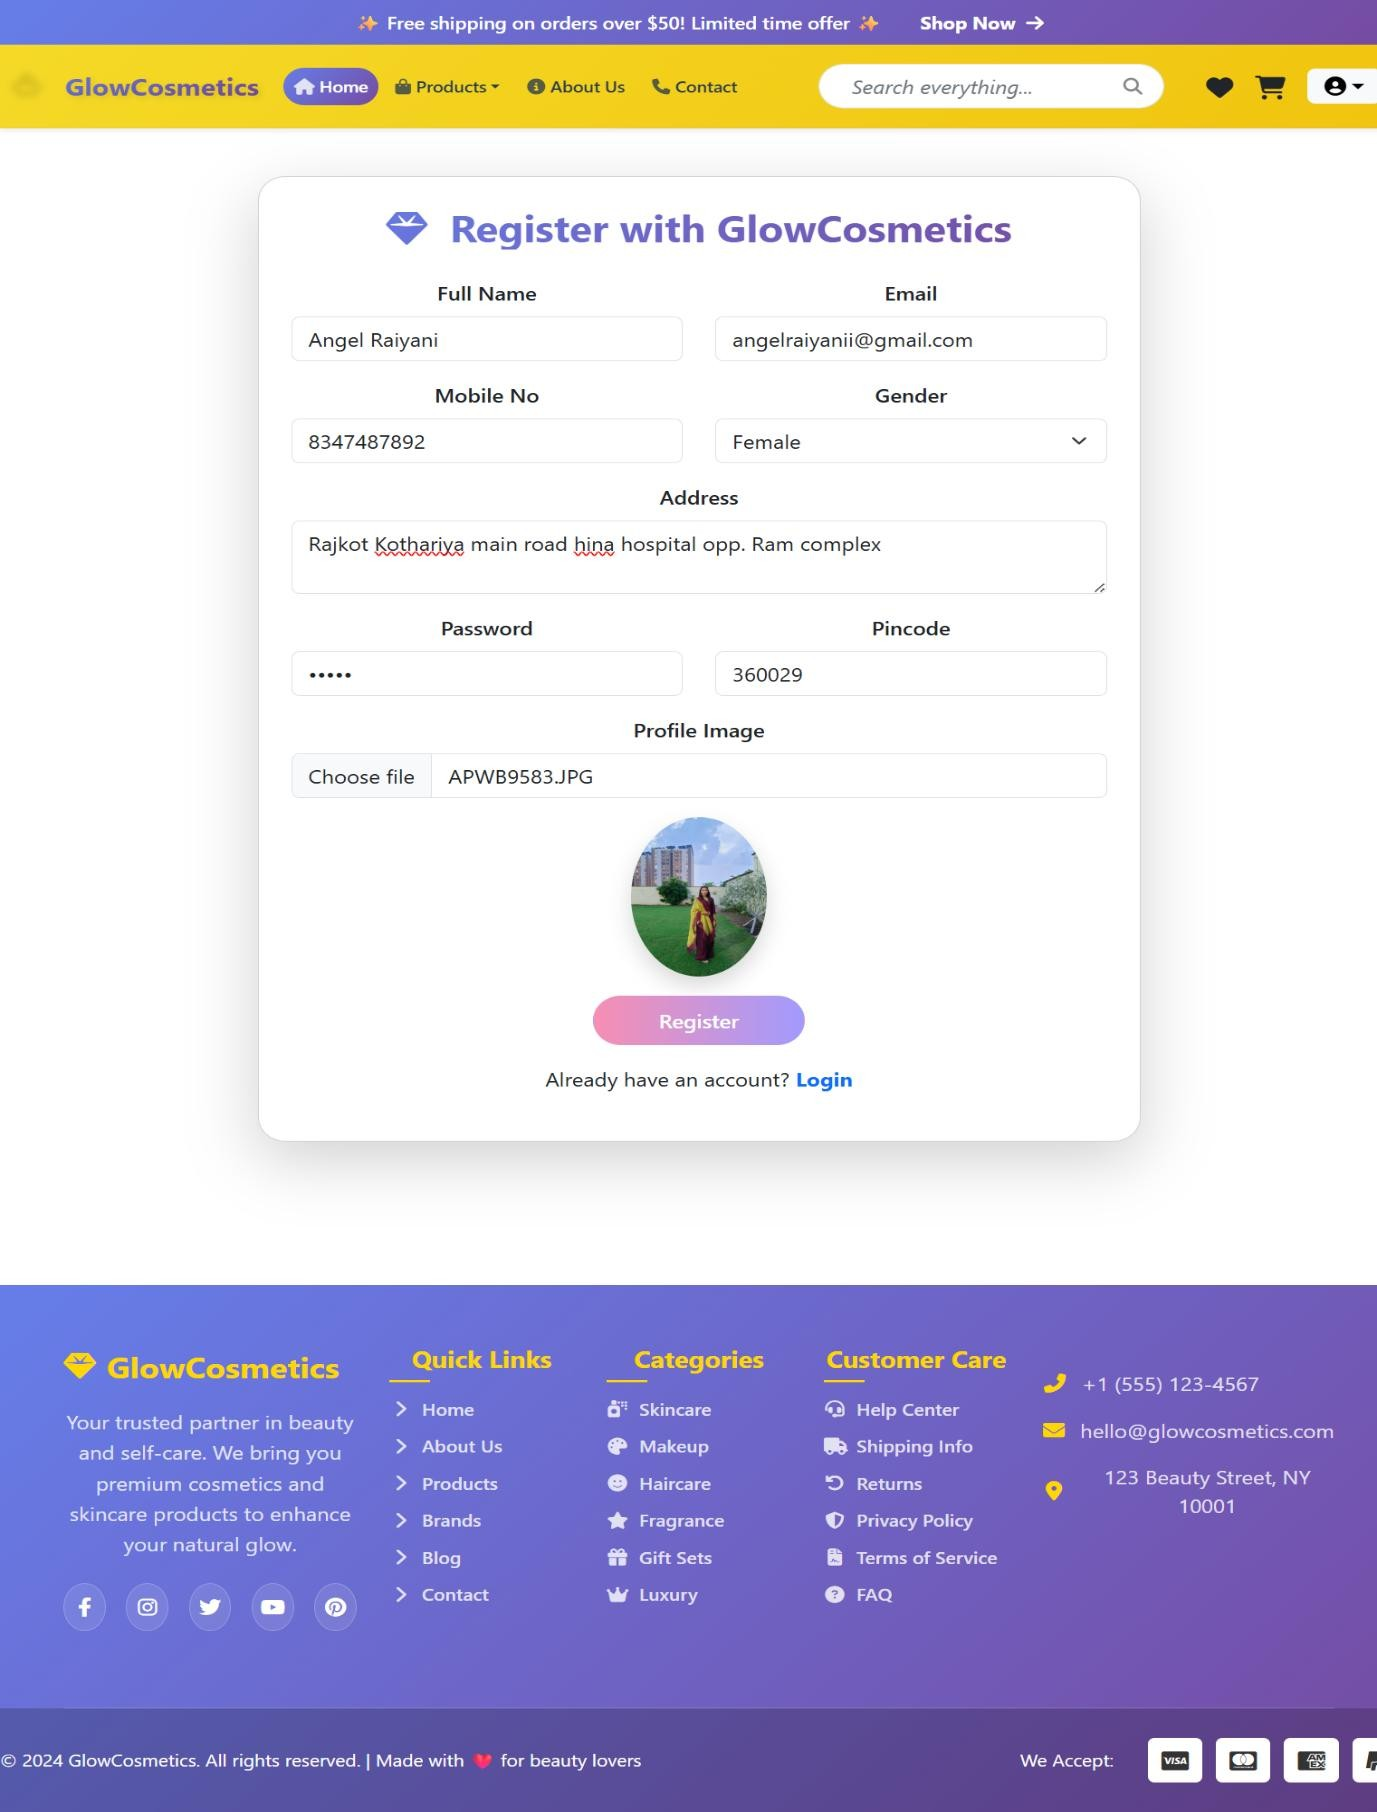 ✨ Free shipping on orders over $50! Limited time offer ✨ Shop Now →
GlowCosmetics Home Products About Us Contact Search everything...
Register with GlowCosmetics
Full Name Email
Angel Raiyani angelraiyanii@gmail.com
Mobile No Gender
8347487892 Female
Address
Rajkot Kothariya main road hina hospital opp. Ram complex
Password Pincode
••••• 360029
Profile Image
Choose file APWB9583.JPG
Register
Already have an account? Login
GlowCosmetics
Your trusted partner in beauty
and self-care. We bring you
premium cosmetics and
skincare products to enhance
your natural glow.
Quick Links
Home
About Us
Products
Brands
Blog
Contact
Categories
Skincare
Makeup
Haircare
Fragrance
Gift Sets
Luxury
Customer Care
Help Center
Shipping Info
Returns
Privacy Policy
Terms of Service
FAQ
+1 (555) 123-4567
hello@glowcosmetics.com
123 Beauty Street, NY
10001
© 2024 GlowCosmetics. All rights reserved. | Made with ❤ for beauty lovers
We Accept: VISA AMEX